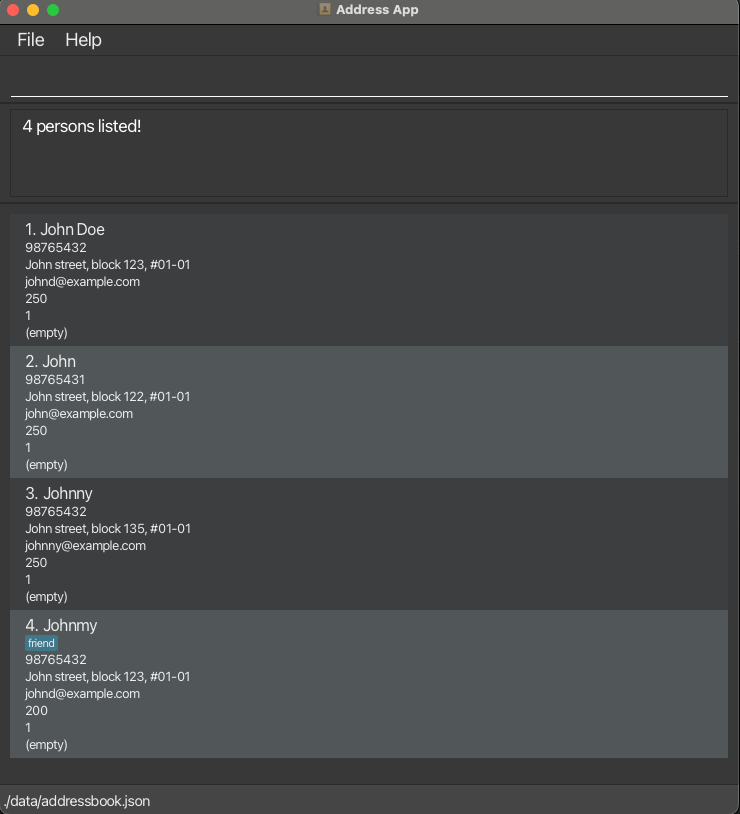 Address App
File Help
4 persons listed!
1. John Doe
98765432
John street, block 123, #01-01
johnd@example.com
250
1
(empty)
2. John
98765431
John street, block 122, #01-01
john@example.com
250
1
(empty)
3. Johnny
98765432
John street, block 135, #01-01
johnny@example.com
250
1
(empty)
4. Johnmy
friend
98765432
John street, block 123, #01-01
johnd@example.com
200
1
(empty)
./data/addressbook.json